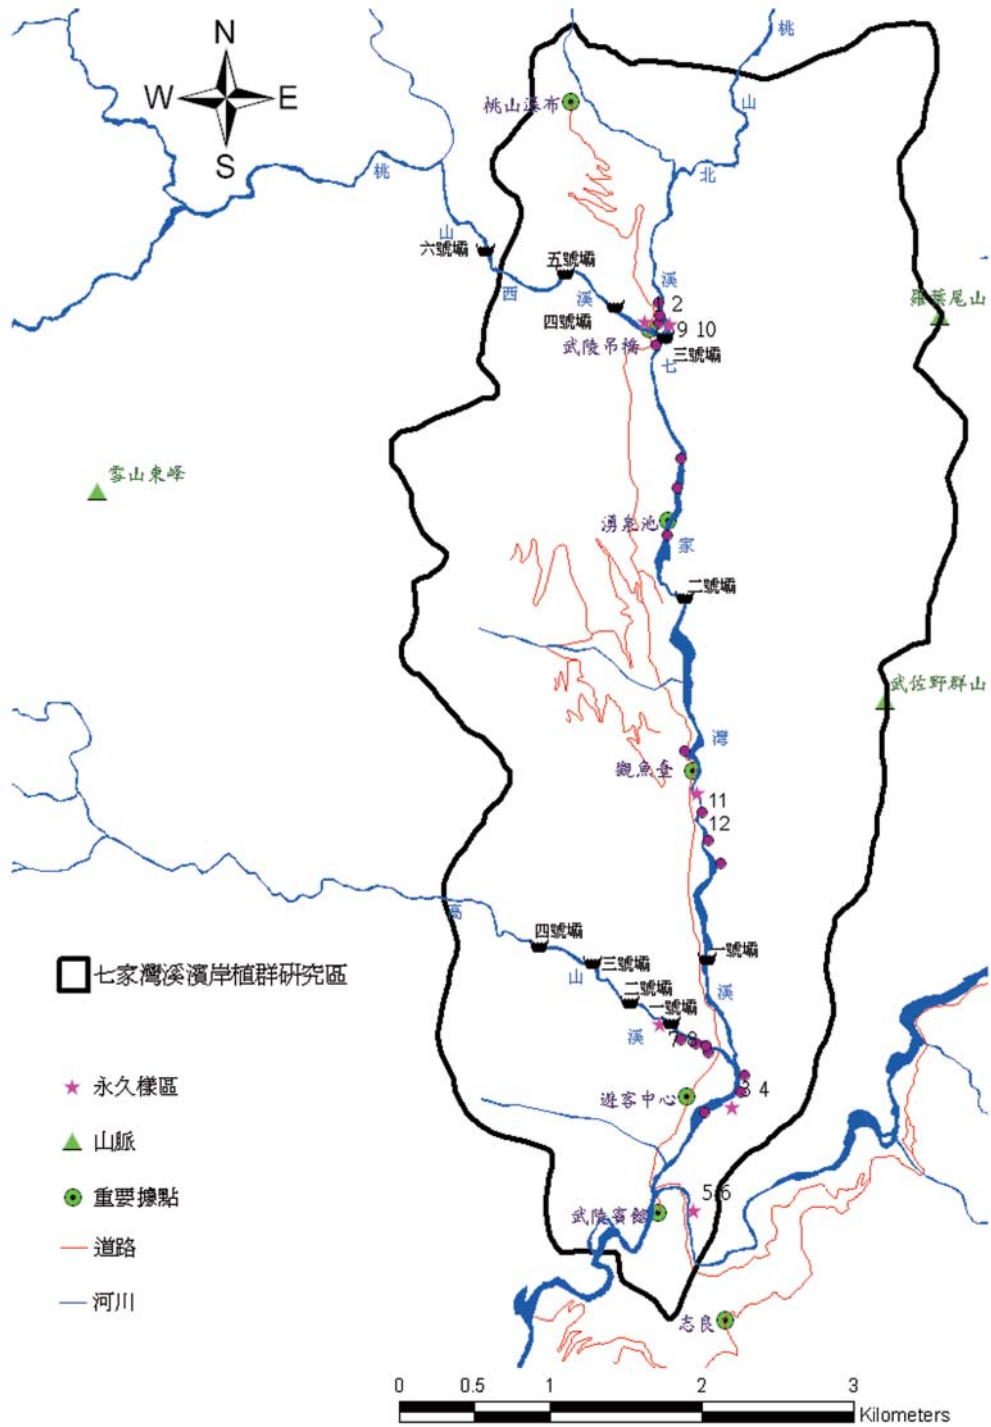 N
W E
S
桃
山
北
溪
桃山瀑布
桃
山
西
溪
六號壩
五號壩
四號壩
2
9 10
武陵吊橋
三號壩
七
羅葉尾山
雪山東峰
湧泉池
家
二號壩
武佐野群山
灣
觀魚臺
11
12
一號壩
溪
高
山
溪
四號壩
三號壩
二號壩
一號壩
7 8
3 4
遊客中心
5 6
武陵賓館
志良
七家灣溪濱岸植群研究區
永久樣區
山脈
重要據點
道路
河川
0 0.5 1 2 3
Kilometers